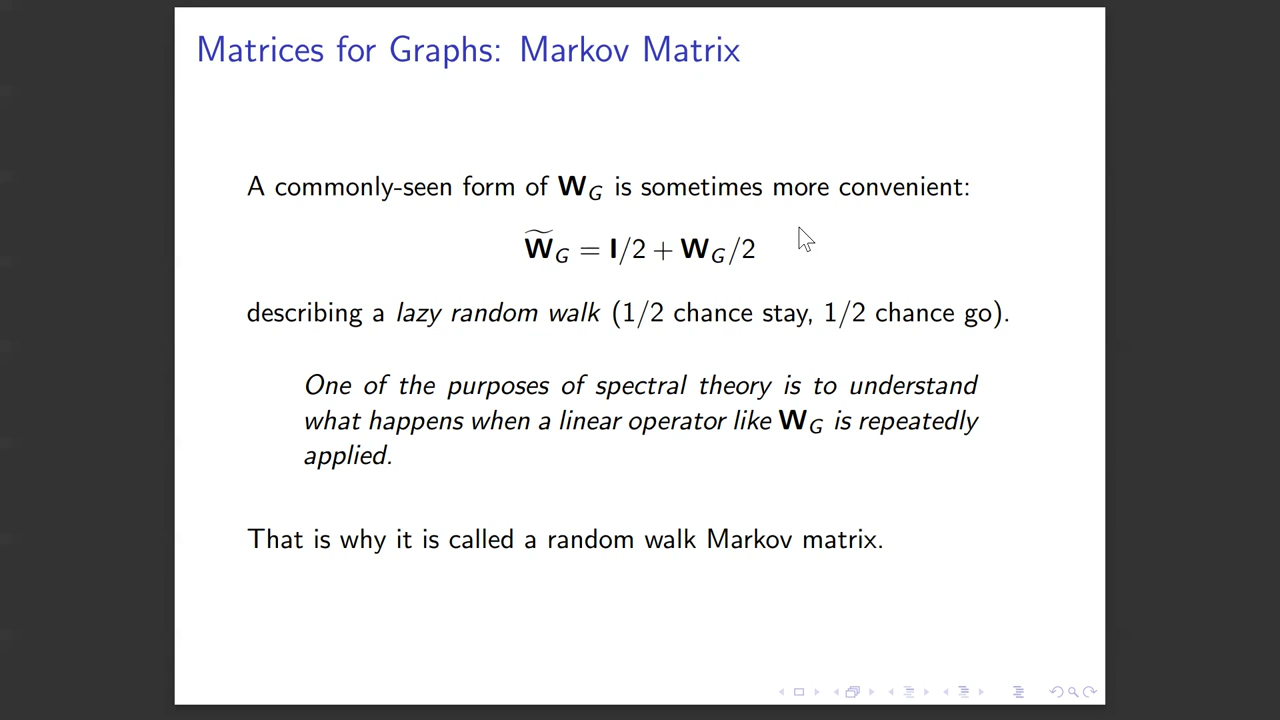 Matrices for Graphs: Markov Matrix
A commonly-seen form of W_G is sometimes more convenient:
W̃_G = I/2 + W_G/2
describing a lazy random walk (1/2 chance stay, 1/2 chance go).
One of the purposes of spectral theory is to understand
what happens when a linear operator like W_G is repeatedly
applied.
That is why it is called a random walk Markov matrix.